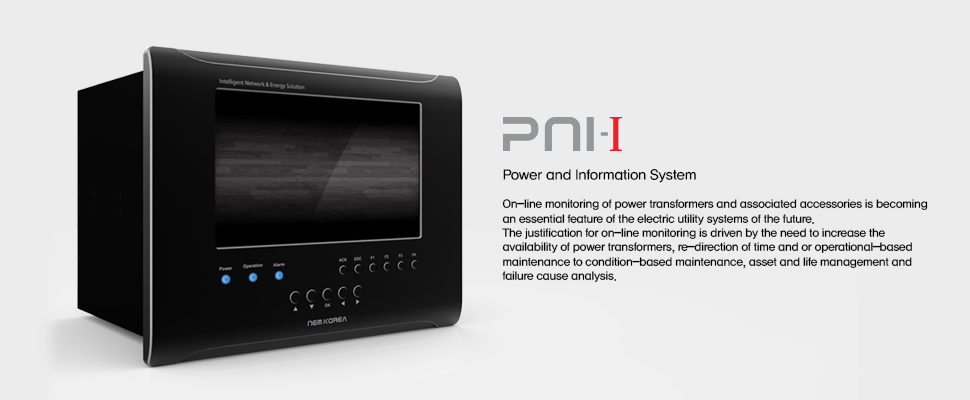 Intelligent Network & Energy Solution
Power Operation Alarm
ACK ESC F1 F2 F3 F4
OK
NEM KOREA
PNI-I
Power and Information System
On-line monitoring of power transformers and associated accessories is becoming
an essential feature of the electric utility systems of the future.
The justification for on-line monitoring is driven by the need to increase the
availability of power transformers, re-direction of time and or operational-based
maintenance to condition-based maintenance, asset and life management and
failure cause analysis.